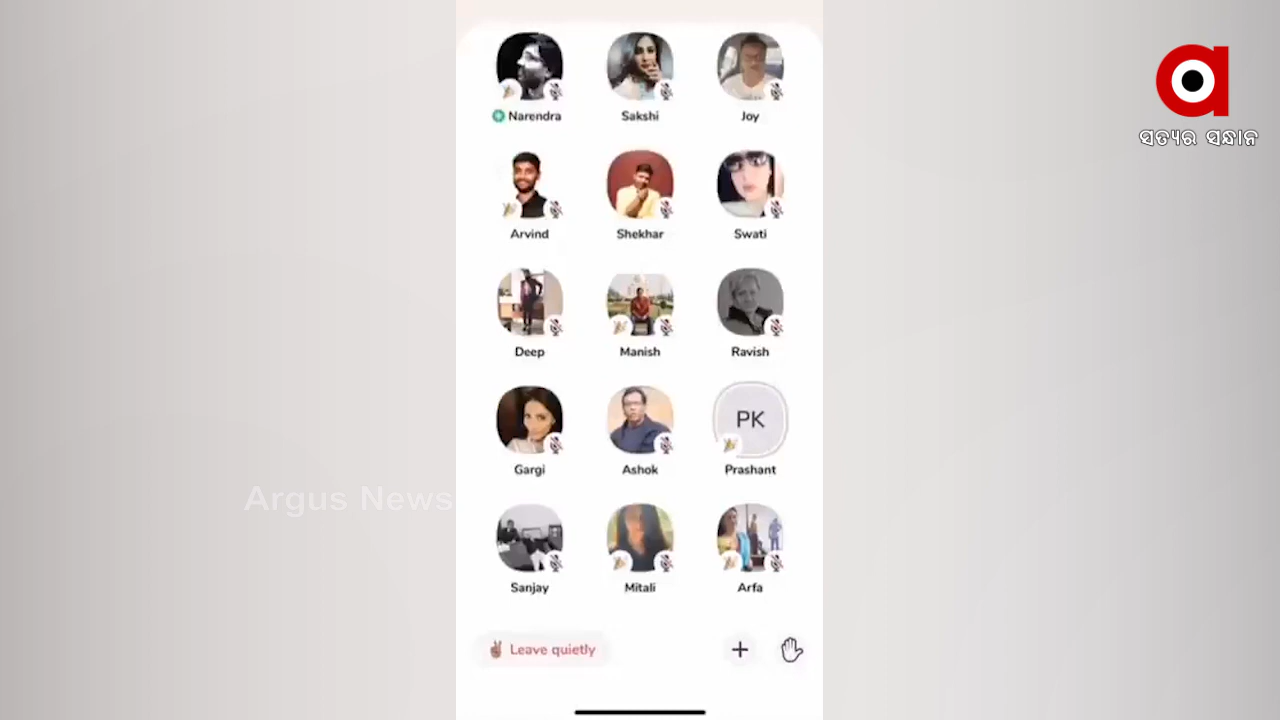 ସତ୍ୟର ସନ୍ଧାନ
Narendra
Sakshi
Joy
Arvind
Shekhar
Swati
Deep
Manish
Ravish
PK
Gargi
Ashok
Prashant
Argus News
Sanjay
Mitali
Arfa
Leave quietly